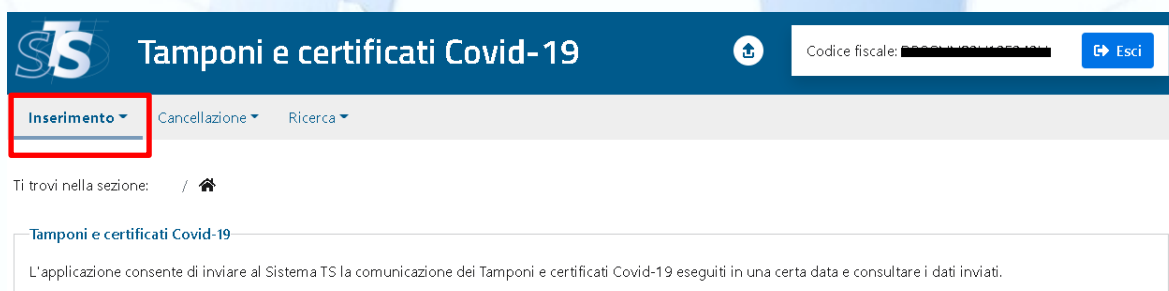 STS Tamponi e certificati Covid-19 Codice fiscale: Esci
Inserimento Cancellazione Ricerca
Ti trovi nella sezione: /
Tamponi e certificati Covid-19
L'applicazione consente di inviare al Sistema TS la comunicazione dei Tamponi e certificati Covid-19 eseguiti in una certa data e consultare i dati inviati.